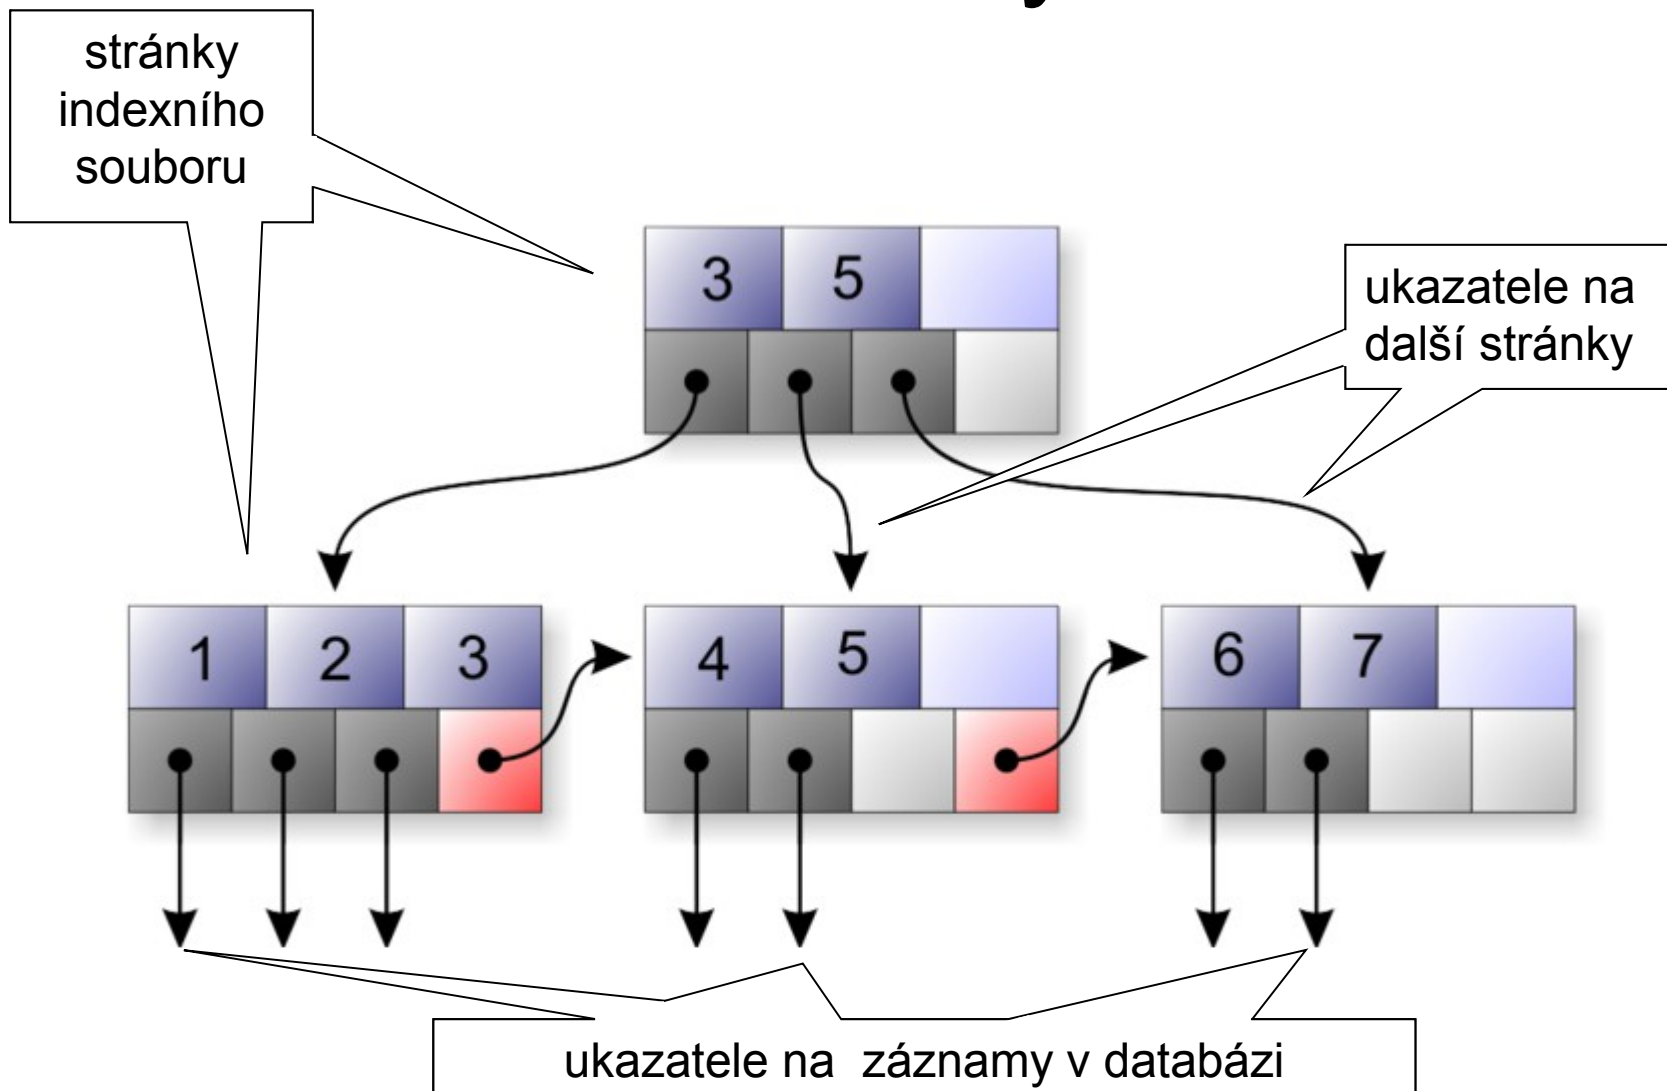 stránky
indexního
souboru
3 5
ukazatele na
další stránky
1 2 3
4 5
6 7
ukazatele na záznamy v databázi